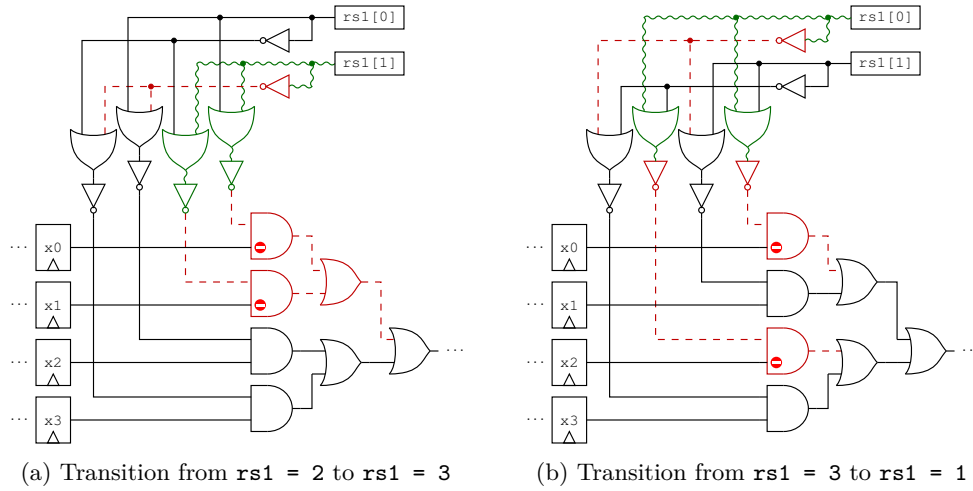 rs1[0]
rs1[1]
... x0
... x1
... x2
...
... x3
(a) Transition from rs1 = 2 to rs1 = 3
rs1[0]
rs1[1]
... x0
... x1
... x2
...
... x3
(b) Transition from rs1 = 3 to rs1 = 1